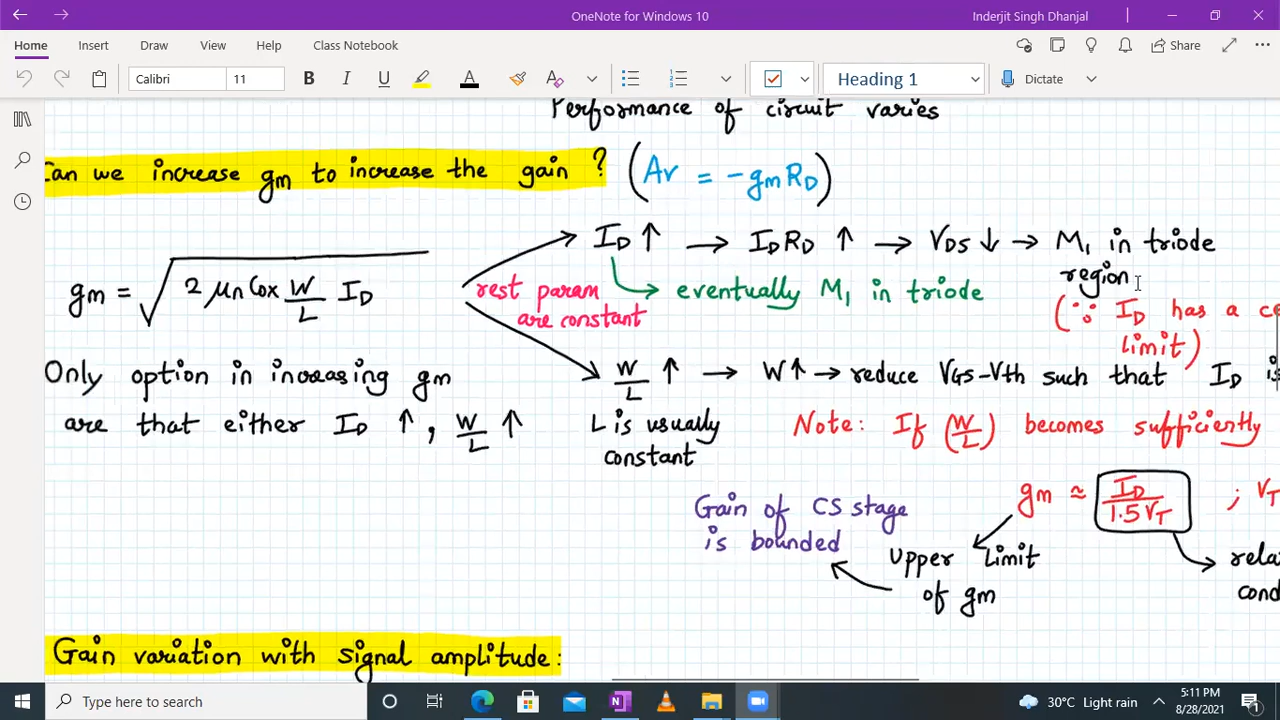 OneNote for Windows 10
Inderjit Singh Dhanjal
Home Insert Draw View Help Class Notebook
Share
Calibri 11 B I U A Heading 1 Dictate
Performance of circuit varies
Can we increase gm to increase the gain ? (Av = -gmRD)
ID ↑ → IDRD ↑ → VDS ↓ → M1 in triode
region
gm = √2 μn Cox W/L ID
rest param
are constant
eventually M1 in triode
(∵ ID has a
limit)
Only option in increasing gm
are that either ID ↑, W/L ↑
W/L ↑ → W↑ → reduce VGS-Vth such that ID
L is usually
constant
Note: If (W/L) becomes sufficiently
gm ≈ ID/1.5VT ; VT
Gain of CS stage
is bounded
Upper Limit
of gm
Gain variation with signal amplitude:
Type here to search
30°C Light rain
5:11 PM
8/28/2021